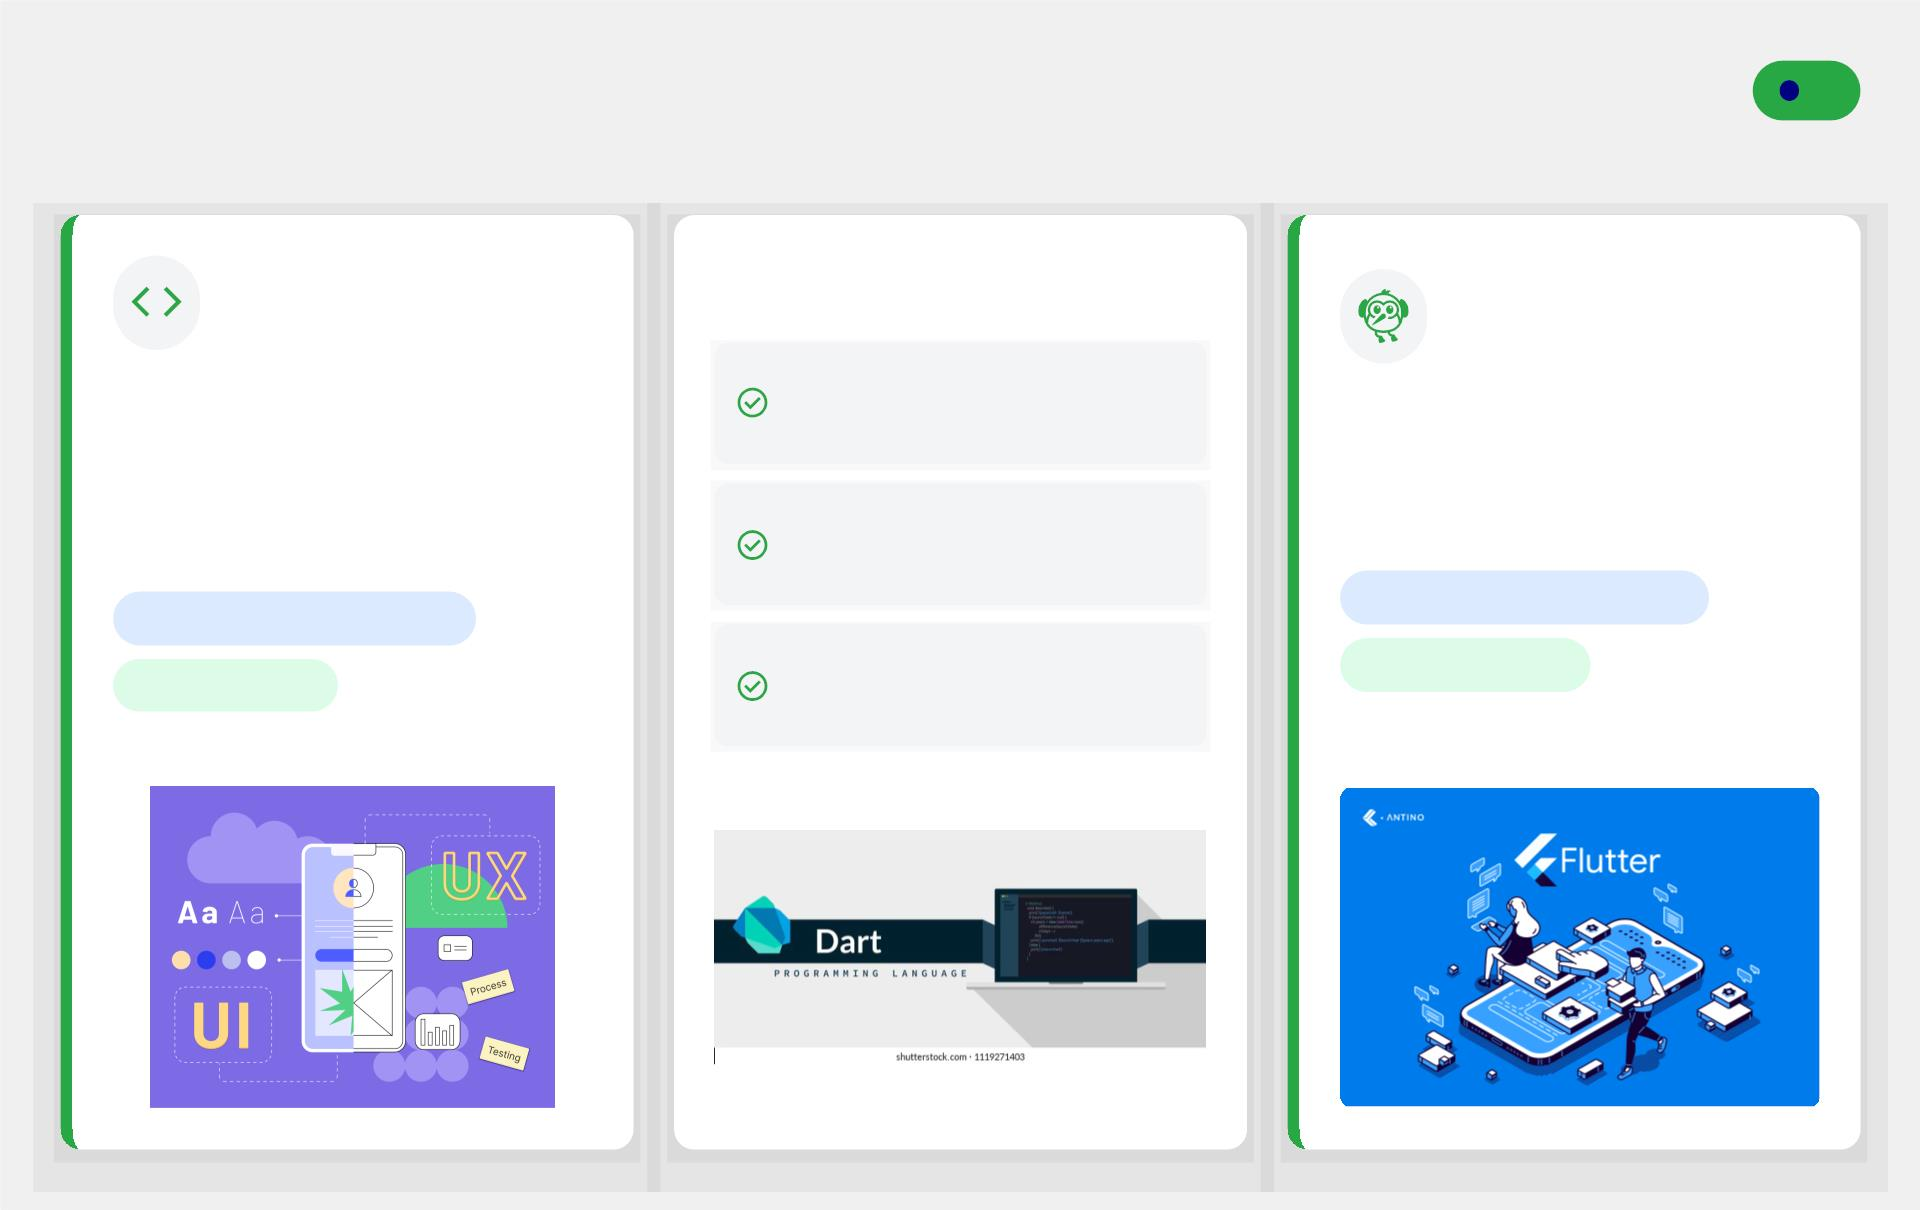 UX
Aa Aa
UI
Process
Testing
Dart
PROGRAMMING LANGUAGE
shutterstock.com · 1119271403
ANTINO
Flutter